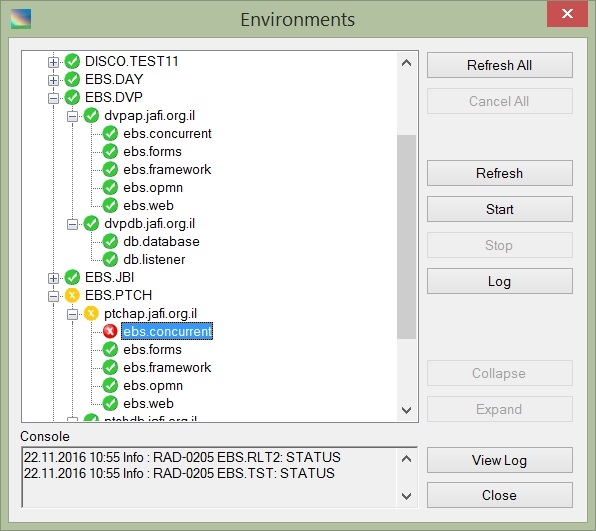 Environments
DISCO.TEST11
EBS.DAY
EBS.DVP
dvpap.jafi.org.il
ebs.concurrent
ebs.forms
ebs.framework
ebs.opmn
ebs.web
dvpdb.jafi.org.il
db.database
db.listener
EBS.JBI
EBS.PTCH
ptchap.jafi.org.il
ebs.concurrent
ebs.forms
ebs.framework
ebs.opmn
ebs.web
ptchdb.jafi.org.il
Refresh All
Cancel All
Refresh
Start
Stop
Log
Collapse
Expand
Console
22.11.2016 10:55 Info : RAD-0205 EBS.RLT2: STATUS
22.11.2016 10:55 Info : RAD-0205 EBS.TST: STATUS
View Log
Close